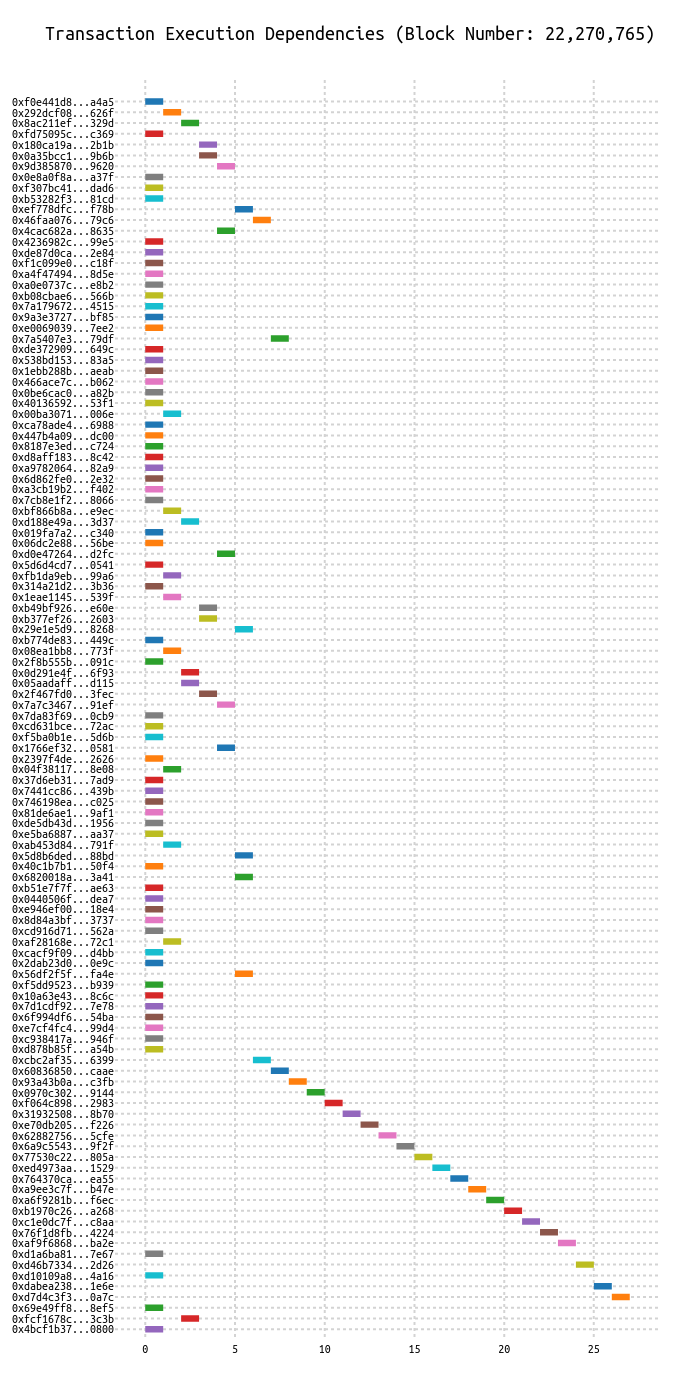 Transaction Execution Dependencies (Block Number: 22,270,765)
0xf0e441d8...a4a5
0x292dcf08...626f
0x8ac211ef...329d
0xfd75095c...c369
0x180ca19a...2b1b
0x0a35bcc1...9b6b
0x9d385870...9620
0x0e8a0f8a...a37f
0xf307bc41...dad6
0xb53282f3...81cd
0xef778dfc...f78b
0x46faa076...79c6
0x4cac682a...8635
0x4236982c...99e5
0xde87d0ca...2e84
0xf1c099e0...c18f
0xa4f47494...8d5e
0xa0e0737c...e8b2
0xb08cbae6...566b
0x7a179672...4515
0x9a3e3727...bf85
0xe0069039...7ee2
0x7a5407e3...79df
0xde372909...649c
0x538bd153...83a5
0x1ebb288b...aeab
0x466ace7c...b062
0x0be6cac0...a82b
0x40136592...53f1
0x00ba3071...006e
0xca78ade4...6988
0x447b4a09...dc00
0x8187e3ed...c724
0xd8aff183...8c42
0xa9782064...82a9
0x6d862fe0...2e32
0xa3cb19b2...f402
0x7cb8e1f2...8066
0xbf866b8a...e9ec
0xd188e49a...3d37
0x019fa7a2...c340
0x06dc2e88...56be
0xd0e47264...d2fc
0x5d6d4cd7...0541
0xfb1da9eb...99a6
0x314a21d2...3b36
0x1eae1145...539f
0xb49bf926...e60e
0xb377ef26...2603
0x29e1e5d9...8268
0xb774de83...449c
0x08ea1bb8...773f
0x2f8b555b...091c
0x0d291e4f...6f93
0x05aadaff...d115
0x2f467fd0...3fec
0x7a7c3467...91ef
0x7da83f69...0cb9
0xcd631bce...72ac
0xf5ba0b1e...5d6b
0x1766ef32...0581
0x2397f4de...2626
0x04f38117...8e08
0x37d6eb31...7ad9
0x7441cc86...439b
0x746198ea...c025
0x81de6ae1...9af1
0xde5db43d...1956
0xe5ba6887...aa37
0xab453d84...791f
0x5d8b6ded...88bd
0x40c1b7b1...50f4
0x6820018a...3a41
0xb51e7f7f...ae63
0x0440506f...dea7
0xe946ef00...18e4
0x8d84a3bf...3737
0xcd916d71...562a
0xaf28168e...72c1
0xcacf9f09...d4bb
0x2dab23d0...0e9c
0x56df2f5f...fa4e
0xf5dd9523...b939
0x10a63e43...8c6c
0x7d1cdf92...7e78
0x6f994df6...54ba
0xe7cf4fc4...99d4
0xc938417a...946f
0xd878b85f...a54b
0xcbc2af35...6399
0x60836850...caae
0x93a43b0a...c3fb
0x0970c302...9144
0xf064c898...2983
0x31932508...8b70
0xe70db205...f226
0x62882756...5cfe
0x6a9c5543...9f2f
0x77530c22...805a
0xed4973aa...1529
0x764370ca...ea55
0xa9ee3c7f...b47e
0xa6f9281b...f6ec
0xb1970c26...a268
0xc1e0dc7f...c8aa
0x76f1d8fb...4224
0xaf9f6868...ba2e
0xd1a6ba81...7e67
0xd46b7334...2d26
0xd10109a8...4a16
0xdabea238...1e6e
0xd7d4c3f3...0a7c
0x69e49ff8...8ef5
0xfcf1678c...3c3b
0x4bcf1b37...0800
0 5 10 15 20 25